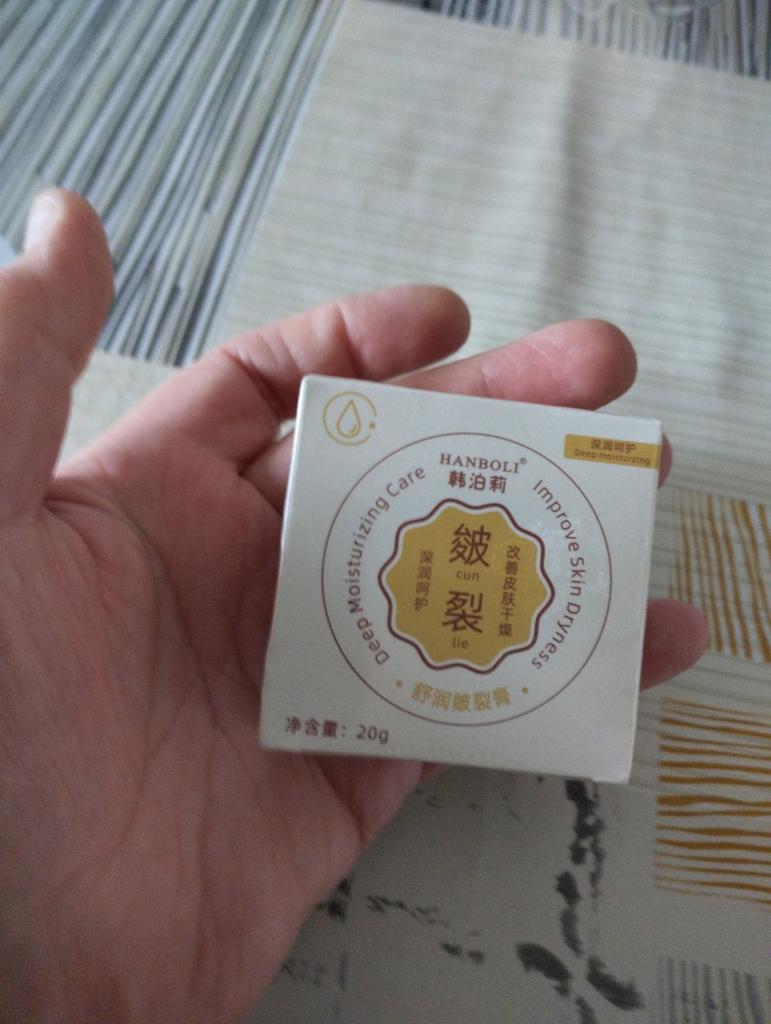 深润呵护
Deep moisturzing
HANBOLI®
韩泊莉
Deep Moisturizing Care
Improve Skin Dryness
皴
cun
裂
lie
改善皮肤干燥
深润呵护
舒润皴裂膏
净含量：20g